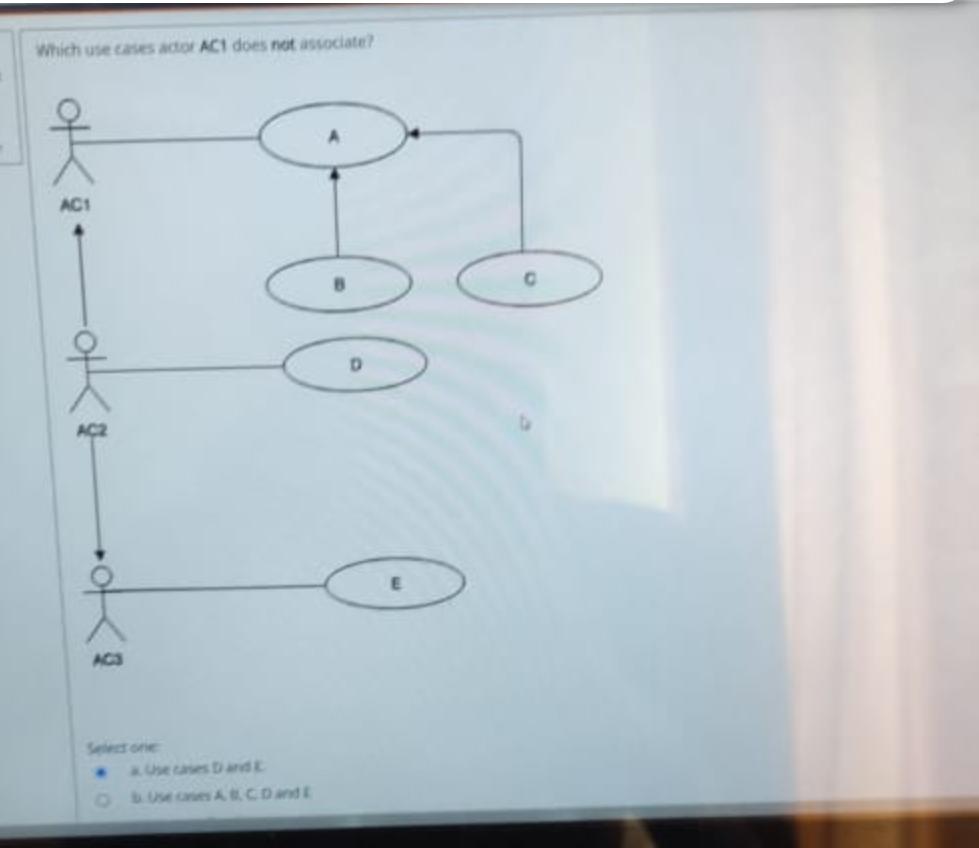 Which use cases actor AC1 does not associate?
A
AC1
B
C
D
AC2
E
AC3
Select one:
a. Use cases D and E
b. Use cases A, B, C, D and E